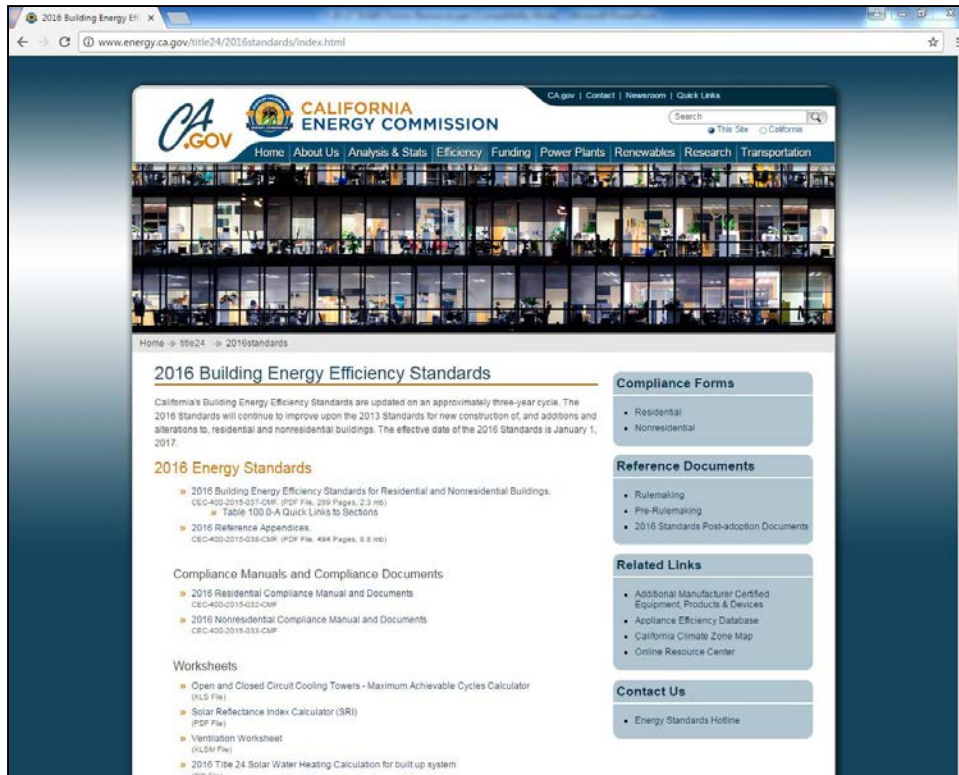 2016 Building Energy Effi
www.energy.ca.gov/title24/2016standards/index.html
CA.gov | Contact | Newsroom | Quick Links
CA
.GOV
CALIFORNIA
ENERGY COMMISSION
Search
This Site California
Home About Us Analysis & Stats Efficiency Funding Power Plants Renewables Research Transportation
Home » title24 » 2016standards
2016 Building Energy Efficiency Standards
California's Building Energy Efficiency Standards are updated on an approximately three-year cycle. The
2016 Standards will continue to improve upon the 2013 Standards for new construction of, and additions and
alterations to, residential and nonresidential buildings. The effective date of the 2016 Standards is January 1,
2017.
2016 Energy Standards
» 2016 Building Energy Efficiency Standards for Residential and Nonresidential Buildings.
CEC-400-2015-037-CMF. (PDF File, 289 Pages, 2.3 mb)
» Table 100.0-A Quick Links to Sections
» 2016 Reference Appendices.
CEC-400-2015-038-CMF. (PDF File, 494 Pages, 8.8 mb)
Compliance Manuals and Compliance Documents
» 2016 Residential Compliance Manual and Documents
CEC-400-2015-032-CMF
» 2016 Nonresidential Compliance Manual and Documents
CEC-400-2015-033-CMF
Worksheets
» Open and Closed Circuit Cooling Towers - Maximum Achievable Cycles Calculator
(XLS File)
» Solar Reflectance Index Calculator (SRI)
(PDF File)
» Ventilation Worksheet
(XLSM File)
» 2016 Title 24 Solar Water Heating Calculation for built up system
Compliance Forms
• Residential
• Nonresidential
Reference Documents
• Rulemaking
• Pre-Rulemaking
• 2016 Standards Post-adoption Documents
Related Links
• Additional Manufacturer Certified
Equipment, Products & Devices
• Appliance Efficiency Database
• California Climate Zone Map
• Online Resource Center
Contact Us
• Energy Standards Hotline